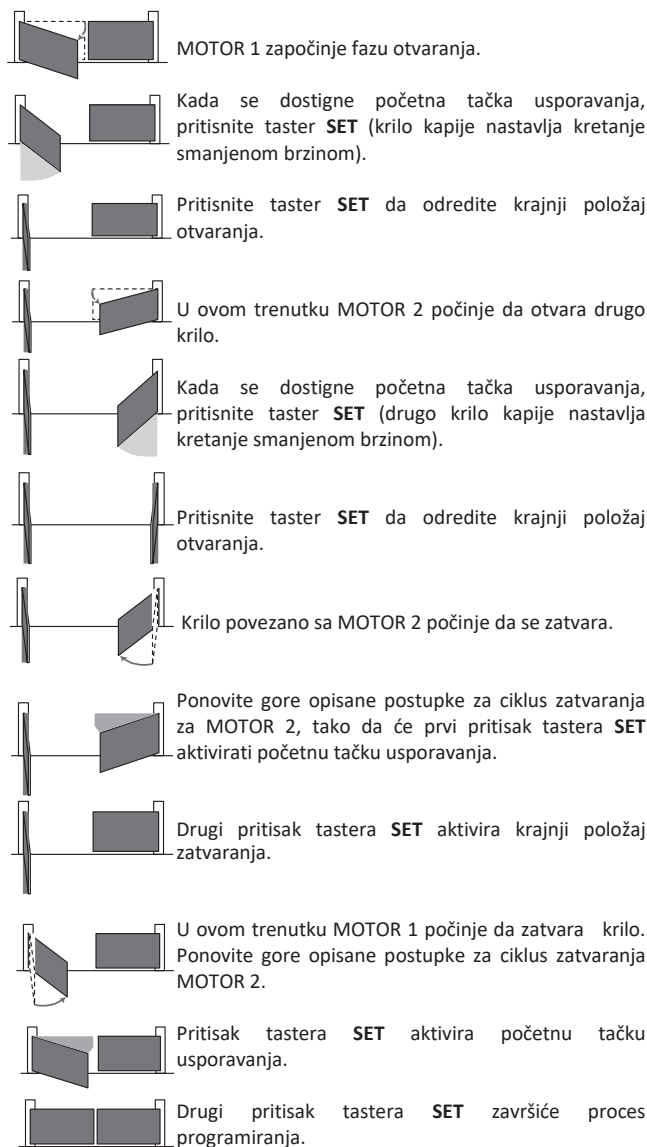 MOTOR 1 započinje fazu otvaranja.
Kada se dostigne početna tačka usporavanja,
pritisnite taster SET (krilo kapije nastavlja kretanje
smanjenom brzinom).
Pritisnite taster SET da odredite krajnji položaj
otvaranja.
U ovom trenutku MOTOR 2 počinje da otvara drugo
krilo.
Kada se dostigne početna tačka usporavanja,
pritisnite taster SET (drugo krilo kapije nastavlja
kretanje smanjenom brzinom).
Pritisnite taster SET da odredite krajnji položaj
otvaranja.
Krilo povezano sa MOTOR 2 počinje da se zatvara.
Ponovite gore opisane postupke za ciklus zatvaranja
za MOTOR 2, tako da će prvi pritisak tastera SET
aktivirati početnu tačku usporavanja.
Drugi pritisak tastera SET aktivira krajnji položaj
zatvaranja.
U ovom trenutku MOTOR 1 počinje da zatvara krilo.
Ponovite gore opisane postupke za ciklus zatvaranja
MOTOR 2.
Pritisak tastera SET aktivira početnu tačku
usporavanja.
Drugi pritisak tastera SET završiće proces
programiranja.